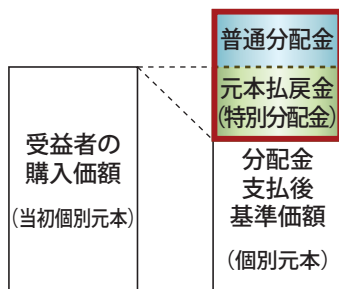 普通分配金
元本払戻金
(特別分配金)
受益者の
購入価額
(当初個別元本)
分配金
支払後
基準価額
(個別元本)